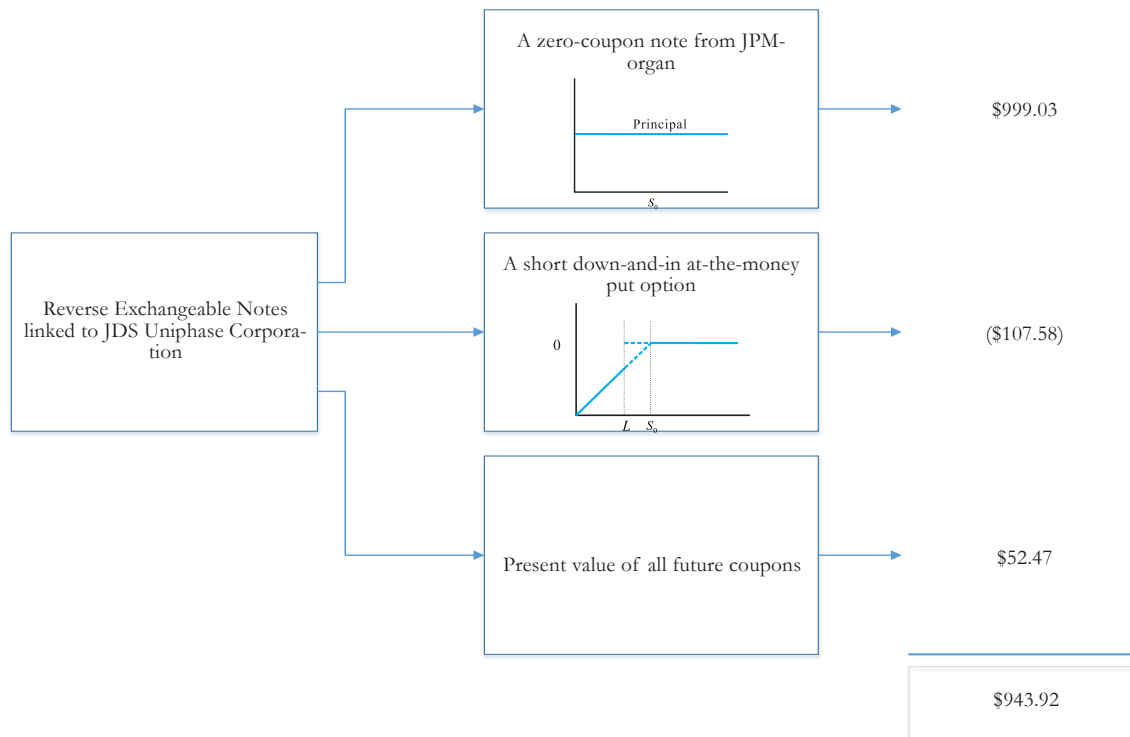 A zero-coupon note from JPM-
organ
Principal
S₀
$999.03
Reverse Exchangeable Notes
linked to JDS Uniphase Corpora-
tion
A short down-and-in at-the-money
put option
0
L S₀
($107.58)
Present value of all future coupons
$52.47
$943.92